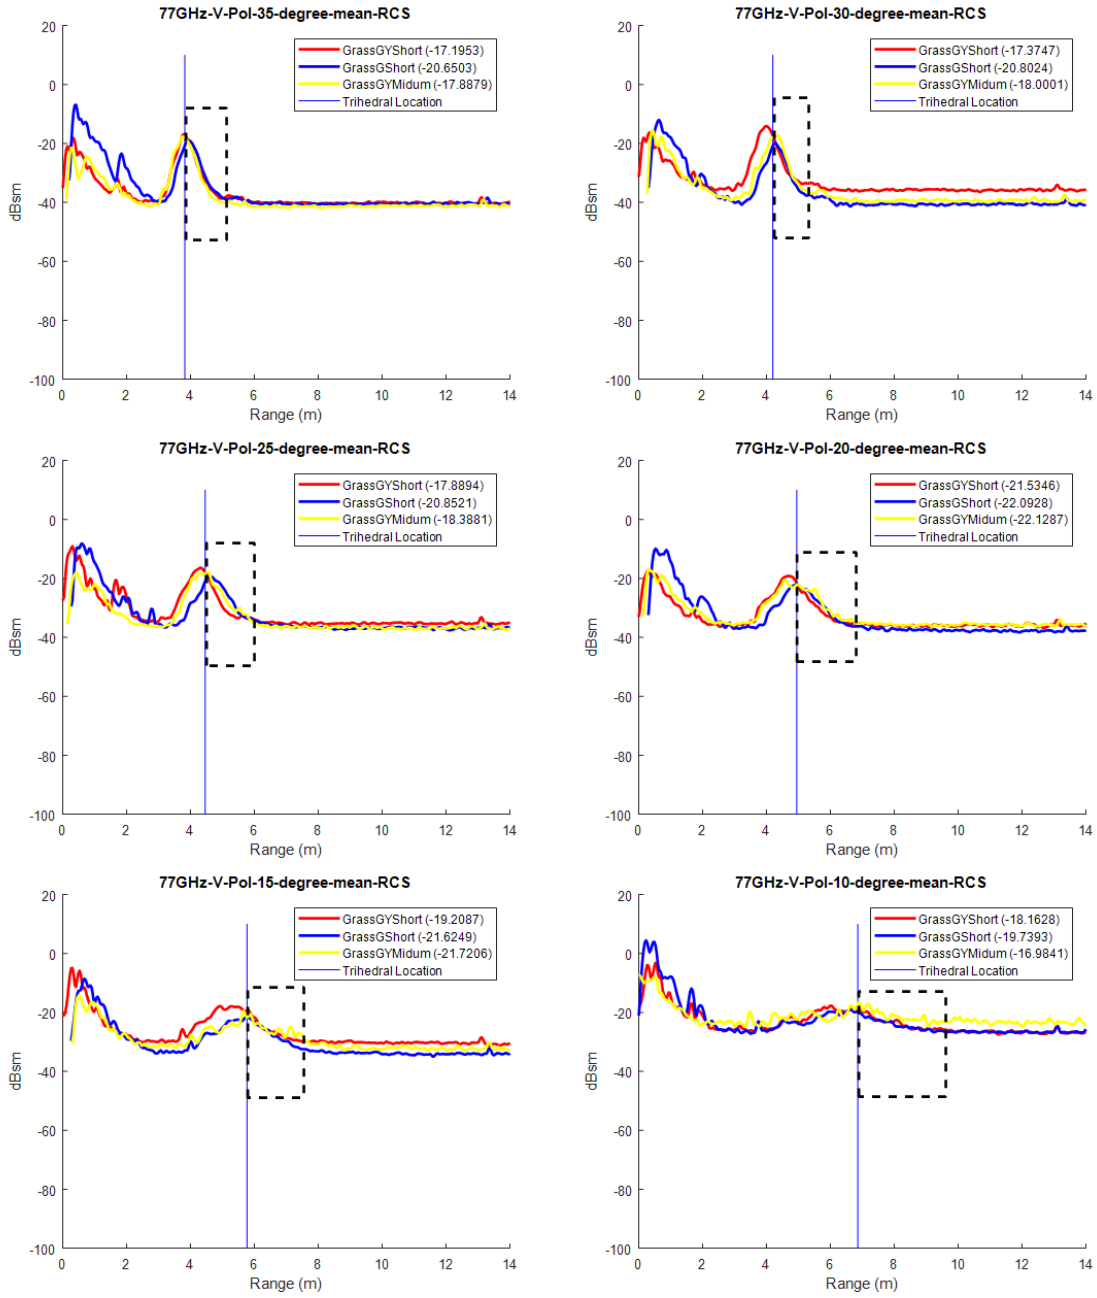 77GHz-V-Pol-35-degree-mean-RCS
20
0
-20
-40
-60
-80
-100
dBsm
GrassGYShort (-17.1953)
GrassGShort (-20.6503)
GrassGYMidum (-17.8879)
Trihedral Location
0 2 4 6 8 10 12 14
Range (m)
77GHz-V-Pol-30-degree-mean-RCS
20
0
-20
-40
-60
-80
-100
dBsm
GrassGYShort (-17.3747)
GrassGShort (-20.8024)
GrassGYMidum (-18.0001)
Trihedral Location
0 2 4 6 8 10 12 14
Range (m)
77GHz-V-Pol-25-degree-mean-RCS
20
0
-20
-40
-60
-80
-100
dBsm
GrassGYShort (-17.8894)
GrassGShort (-20.8521)
GrassGYMidum (-18.3881)
Trihedral Location
0 2 4 6 8 10 12 14
Range (m)
77GHz-V-Pol-20-degree-mean-RCS
20
0
-20
-40
-60
-80
-100
dBsm
GrassGYShort (-21.5346)
GrassGShort (-22.0928)
GrassGYMidum (-22.1287)
Trihedral Location
0 2 4 6 8 10 12 14
Range (m)
77GHz-V-Pol-15-degree-mean-RCS
20
0
-20
-40
-60
-80
-100
dBsm
GrassGYShort (-19.2087)
GrassGShort (-21.6249)
GrassGYMidum (-21.7206)
Trihedral Location
0 2 4 6 8 10 12 14
Range (m)
77GHz-V-Pol-10-degree-mean-RCS
20
0
-20
-40
-60
-80
-100
dBsm
GrassGYShort (-18.1628)
GrassGShort (-19.7393)
GrassGYMidum (-16.9841)
Trihedral Location
0 2 4 6 8 10 12 14
Range (m)